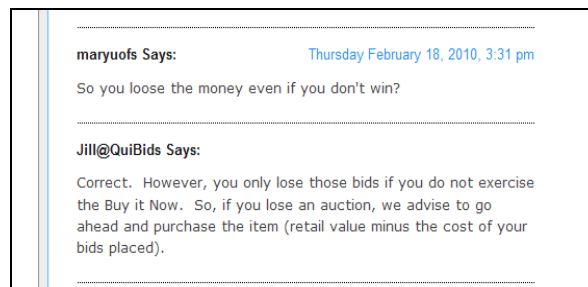 maryuofs Says: Thursday February 18, 2010, 3:31 pm
So you loose the money even if you don't win?
Jill@QuiBids Says:
Correct. However, you only lose those bids if you do not exercise
the Buy it Now. So, if you lose an auction, we advise to go
ahead and purchase the item (retail value minus the cost of your
bids placed).